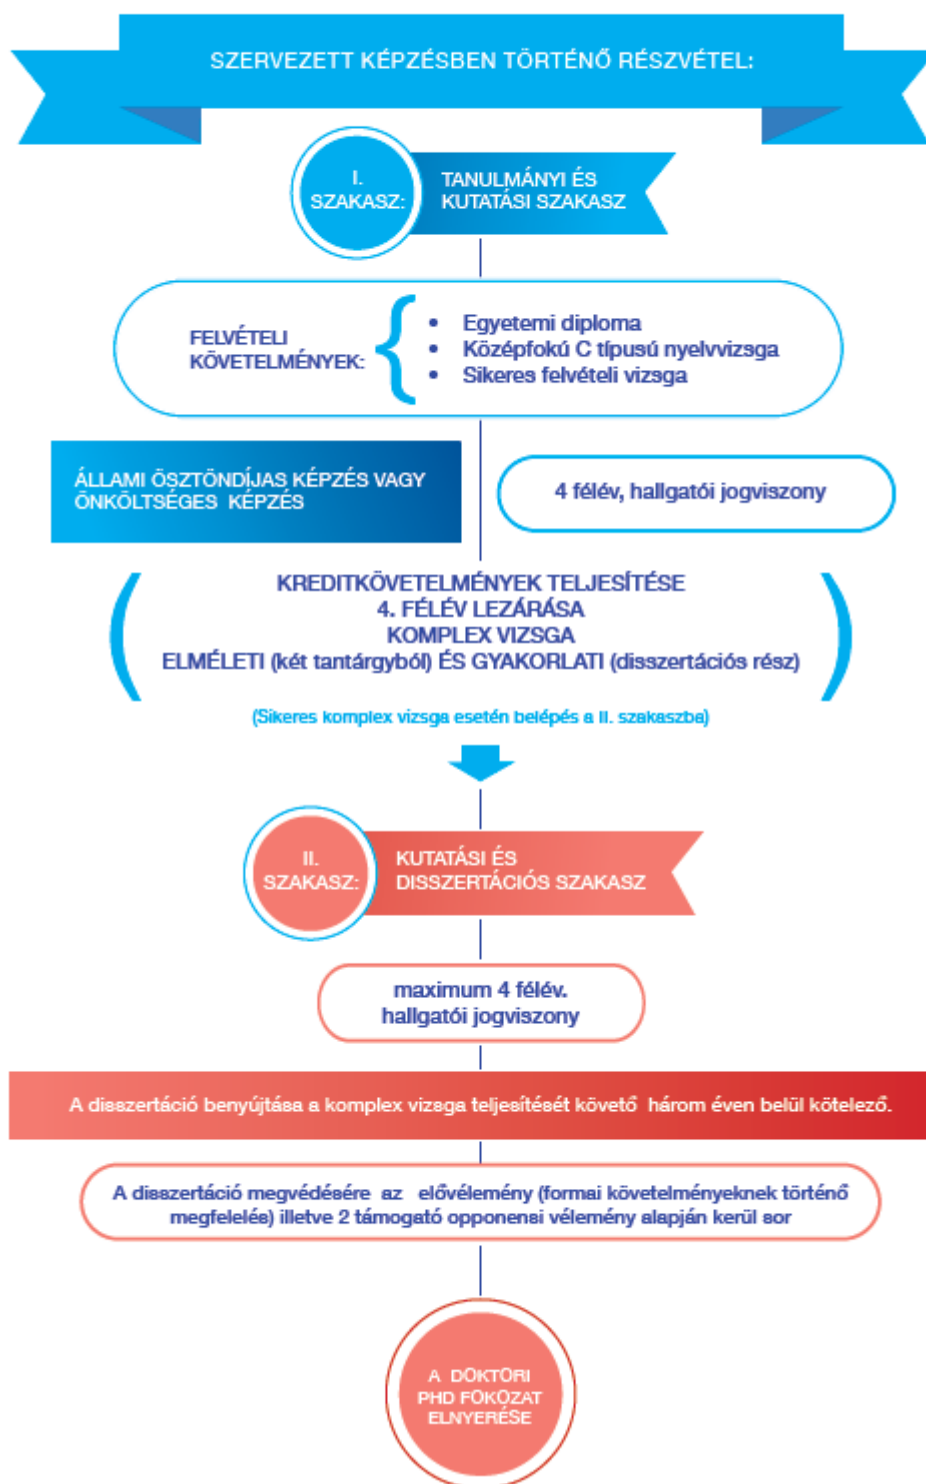 SZERVEZETT KÉPZÉSBEN TÖRTÉNŐ RÉSZVÉTEL:
I.
SZAKASZ:
TANULMÁNYI ÉS
KUTATÁSI SZAKASZ
FELVÉTELI
KÖVETELMÉNYEK:
• Egyetemi diploma
• Középfokú C típusú nyelvvizsga
• Sikeres felvételi vizsga
ÁLLAMI ÖSZTÖNDÍJAS KÉPZÉS VAGY
ÖNKÖLTSÉGES KÉPZÉS
4 félév, hallgatói jogviszony
KREDITKÖVETELMÉNYEK TELJESÍTÉSE
4. FÉLÉV LEZÁRÁSA
KOMPLEX VIZSGA
ELMÉLETI (két tantárgyból) ÉS GYAKORLATI (disszertációs rész)
(Sikeres komplex vizsga esetén belépés a II. szakaszba)
II.
SZAKASZ:
KUTATÁSI ÉS
DISSZERTÁCIÓS SZAKASZ
maximum 4 félév.
hallgatói jogviszony
A disszertáció benyújtása a komplex vizsga teljesítését követő három éven belül kötelező.
A disszertáció megvédésére az elővélemény (formai követelményeknek történő
megfelelés) illetve 2 támogató opponensi vélemény alapján kerül sor
A DÖKTÖRI
PHD FÖKÖZAT
ELNYERÉSE